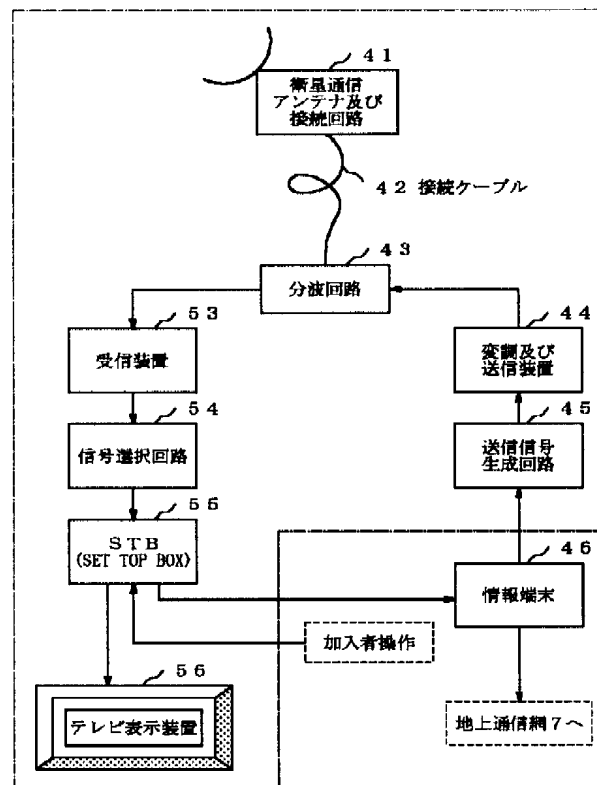 ４１
衛星通信
アンテナ及び
接続回路
４２ 接続ケーブル
４３
分波回路
５３
受信装置
４４
変調及び
送信装置
５４
信号選択回路
４５
送信信号
生成回路
５５
ＳＴＢ
(SET TOP BOX)
４６
情報端末
加入者操作
５６
テレビ表示装置
地上通信網７へ